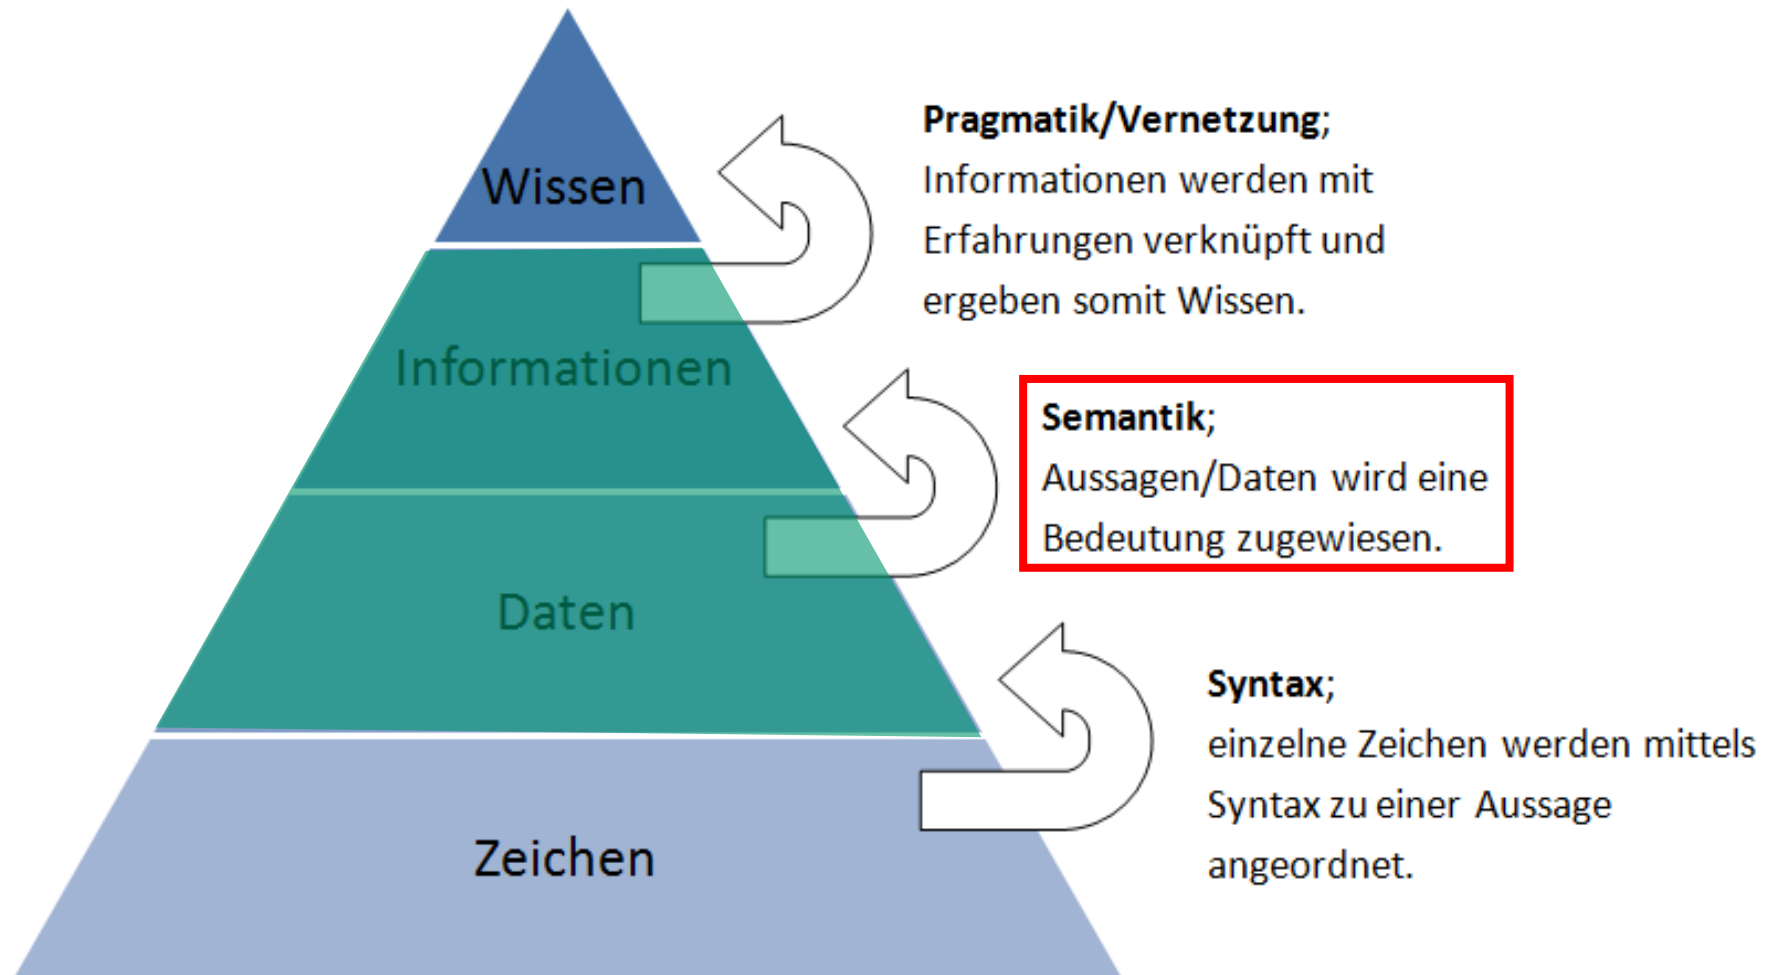 Wissen
Pragmatik/Vernetzung;
Informationen werden mit
Erfahrungen verknüpft und
ergeben somit Wissen.
Informationen
Semantik;
Aussagen/Daten wird eine
Bedeutung zugewiesen.
Daten
Syntax;
einzelne Zeichen werden mittels
Syntax zu einer Aussage
angeordnet.
Zeichen